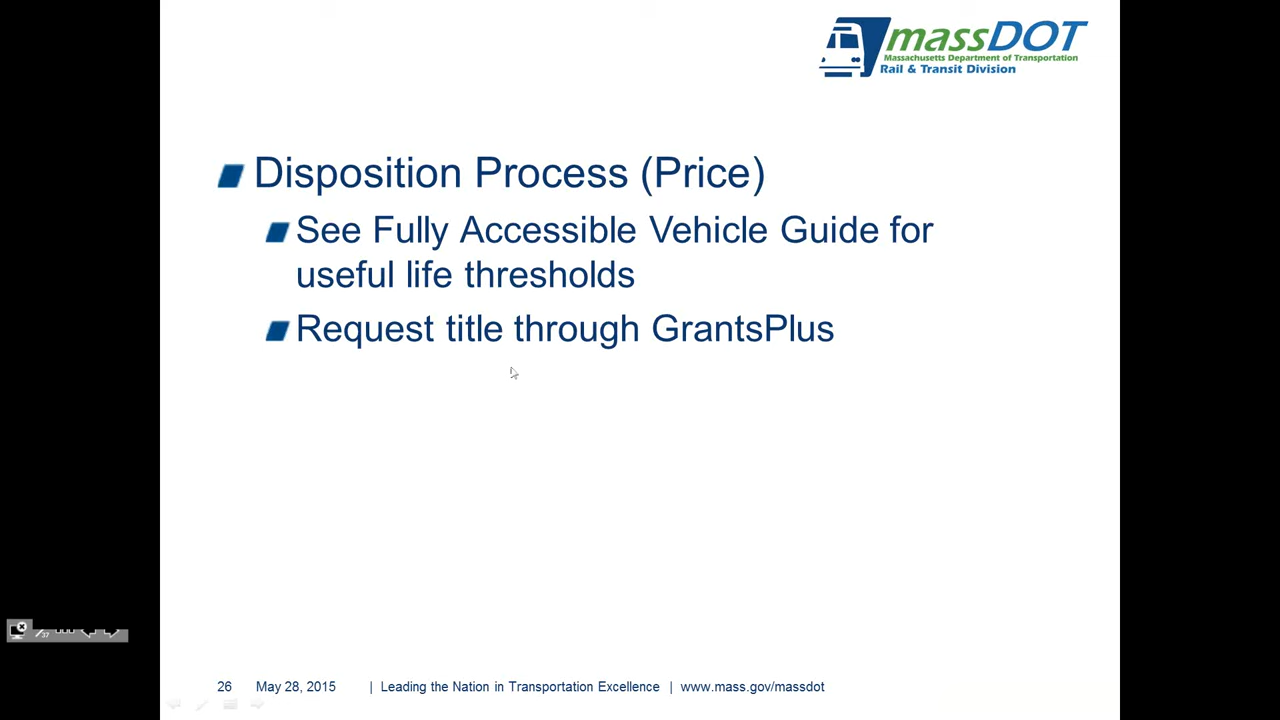 massDOT
Massachusetts Department of Transportation
Rail & Transit Division
Disposition Process (Price)
See Fully Accessible Vehicle Guide for
useful life thresholds
Request title through GrantsPlus
/37
26 May 28, 2015 | Leading the Nation in Transportation Excellence | www.mass.gov/massdot